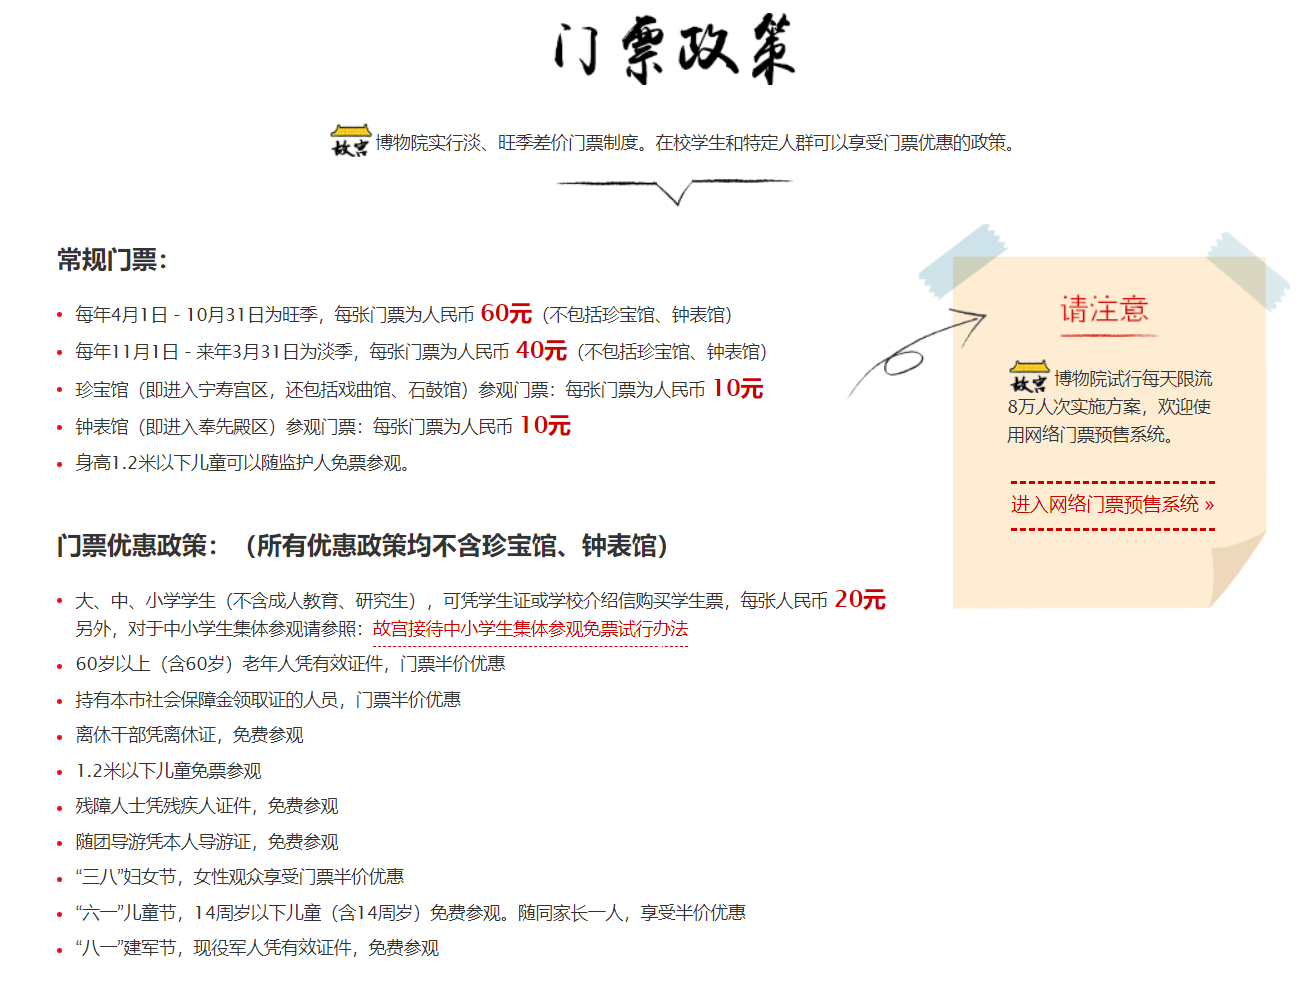 门票政策
故宫博物院实行淡、旺季差价门票制度。在校学生和特定人群可以享受门票优惠的政策。
常规门票：
每年4月1日 - 10月31日为旺季，每张门票为人民币 60元（不包括珍宝馆、钟表馆）
每年11月1日 - 来年3月31日为淡季，每张门票为人民币 40元（不包括珍宝馆、钟表馆）
珍宝馆（即进入宁寿宫区，还包括戏曲馆、石鼓馆）参观门票：每张门票为人民币 10元
钟表馆（即进入奉先殿区）参观门票：每张门票为人民币 10元
身高1.2米以下儿童可以随监护人免票参观。
请注意
故宫博物院试行每天限流
8万人次实施方案，欢迎使
用网络门票预售系统。
进入网络门票预售系统 »
门票优惠政策：（所有优惠政策均不含珍宝馆、钟表馆）
大、中、小学学生（不含成人教育、研究生），可凭学生证或学校介绍信购买学生票，每张人民币 20元
另外，对于中小学生集体参观请参照：故宫接待中小学生集体参观免票试行办法
60岁以上（含60岁）老年人凭有效证件，门票半价优惠
持有本市社会保障金领取证的人员，门票半价优惠
离休干部凭离休证，免费参观
1.2米以下儿童免票参观
残障人士凭残疾人证件，免费参观
随团导游凭本人导游证，免费参观
“三八”妇女节，女性观众享受门票半价优惠
“六一”儿童节，14周岁以下儿童（含14周岁）免费参观。随同家长一人，享受半价优惠
“八一”建军节，现役军人凭有效证件，免费参观